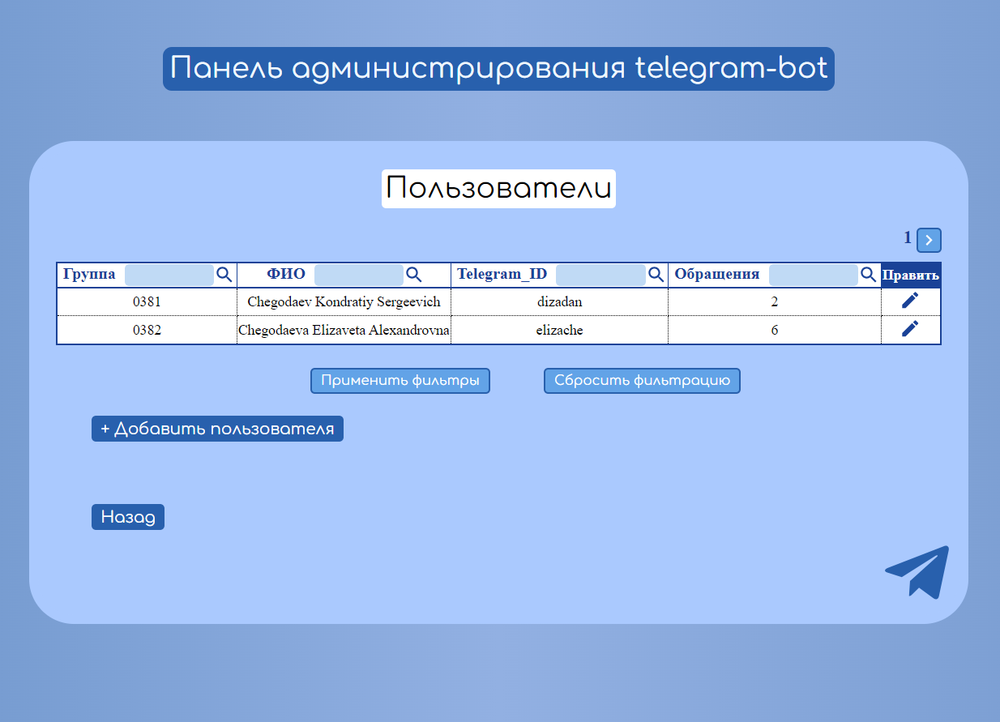 Панель администрирования telegram-bot
Пользователи
1
Группа ФИО Telegram_ID Обращения Править
0381 Chegodaev Kondratiy Sergeevich dizadan 2
0382 Chegodaeva Elizaveta Alexandrovna elizache 6
Применить фильтры Сбросить фильтрацию
+ Добавить пользователя
Назад